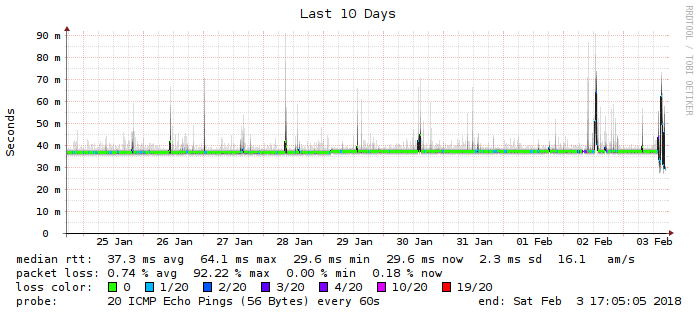 Last 10 Days
RRDTOOL / TOBI OETIKER
Seconds
90 m
80 m
70 m
60 m
50 m
40 m
30 m
20 m
10 m
0
25 Jan 26 Jan 27 Jan 28 Jan 29 Jan 30 Jan 31 Jan 01 Feb 02 Feb 03 Feb
median rtt: 37.3 ms avg 64.1 ms max 29.6 ms min 29.6 ms now 2.3 ms sd 16.1 am/s
packet loss: 0.74 % avg 92.22 % max 0.00 % min 0.18 % now
loss color: 0 1/20 2/20 3/20 4/20 10/20 19/20
probe: 20 ICMP Echo Pings (56 Bytes) every 60s end: Sat Feb 3 17:05:05 2018